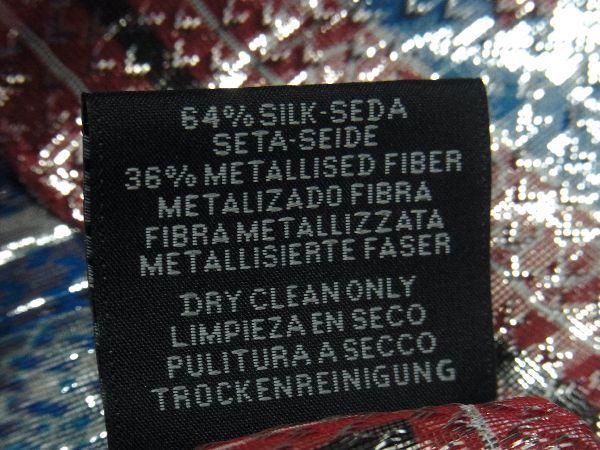 64% SILK-SEDA
SETA-SEIDE
36% METALLISED FIBER
METALIZADO FIBRA
FIBRA METALLIZZATA
METALLISIERTE FASER
DRY CLEAN ONLY
LIMPIEZA EN SECO
PULITURA A SECCO
TROCKENREINIGUNG